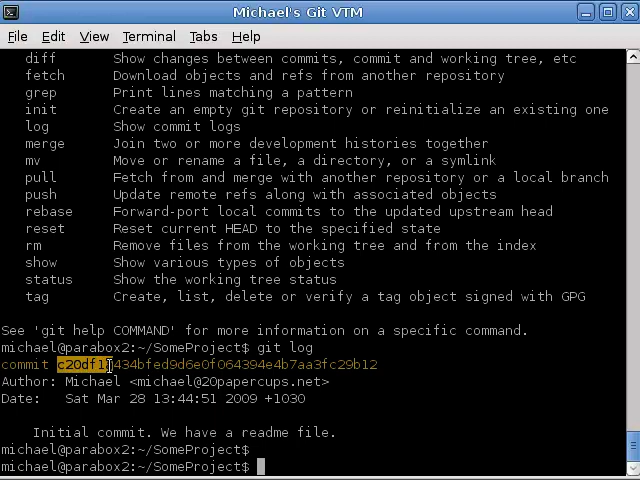 Michael's Git VTM
File Edit View Terminal Tabs Help
diff Show changes between commits, commit and working tree, etc
fetch Download objects and refs from another repository
grep Print lines matching a pattern
init Create an empty git repository or reinitialize an existing one
log Show commit logs
merge Join two or more development histories together
mv Move or rename a file, a directory, or a symlink
pull Fetch from and merge with another repository or a local branch
push Update remote refs along with associated objects
rebase Forward-port local commits to the updated upstream head
reset Reset current HEAD to the specified state
rm Remove files from the working tree and from the index
show Show various types of objects
status Show the working tree status
tag Create, list, delete or verify a tag object signed with GPG
See 'git help COMMAND' for more information on a specific command.
michael@parabox2:~/SomeProject$ git log
commit
Author: Michael <michael@20papercups.net>
Date: Sat Mar 28 13:44:51 2009 +1030
Initial commit. We have a readme file.
michael@parabox2:~/SomeProject$
michael@parabox2:~/SomeProject$